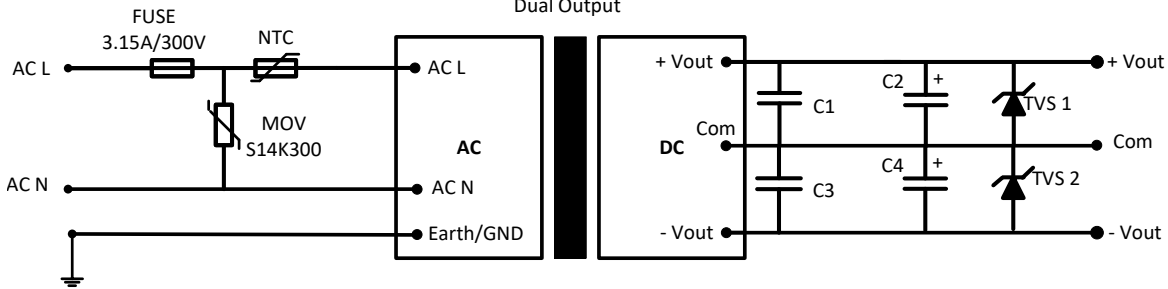 Dual Output
FUSE
3.15A/300V
NTC
AC L
AC L
MOV
S14K300
AC N
AC N
Earth/GND
AC
DC
+ Vout
Com
- Vout
C1
C2
+
C3
C4
+
TVS 1
TVS 2
+ Vout
Com
- Vout